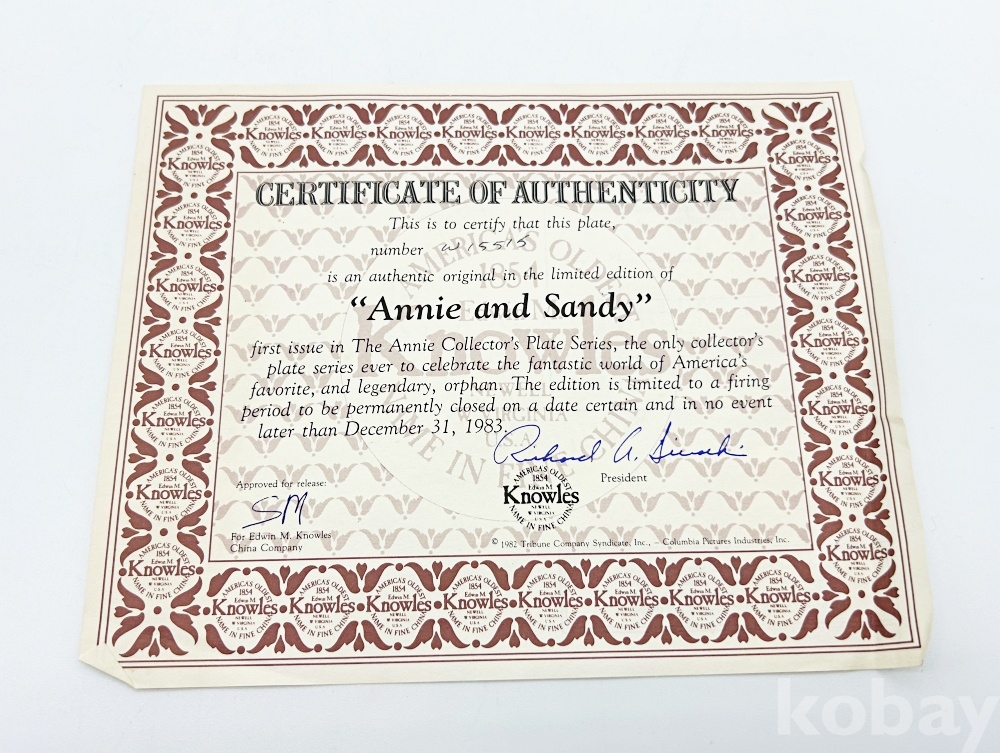 CERTIFICATE OF AUTHENTICITY
This is to certify that this plate,
number W15515
is an authentic original in the limited edition of
“Annie and Sandy”
first issue in The Annie Collector's Plate Series, the only collector's
plate series ever to celebrate the fantastic world of America's
favorite, and legendary, orphan. The edition is limited to a firing
period to be permanently closed on a date certain and in no event
later than December 31, 1983.
Richard A.
President
Approved for release:
SM
For Edwin M. Knowles
China Company
AMERICA'S OLDEST
1854
Edwin M.
Knowles
NEWELL
W VIRGINIA
U S A
NAME IN FINE CHINA
© 1982 Tribune Company Syndicate, Inc., – Columbia Pictures Industries, Inc.
kobay